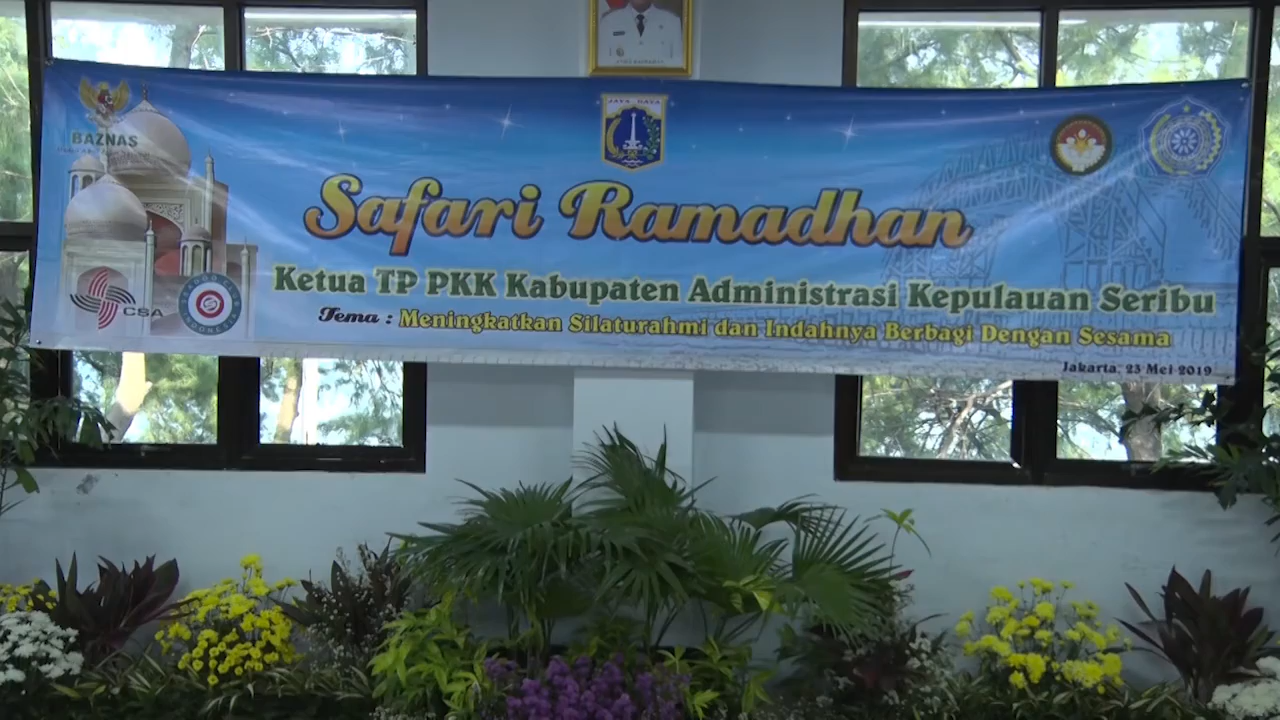 JAYA RAYA
BAZNAS
Safari Ramadhan
Ketua TP PKK Kabupaten Administrasi Kepulauan Seribu
Tema : Meningkatkan Silaturahmi dan Indahnya Berbagi Dengan Sesama
CSA
INDONESIA
Jakarta, 23 Mei 2019